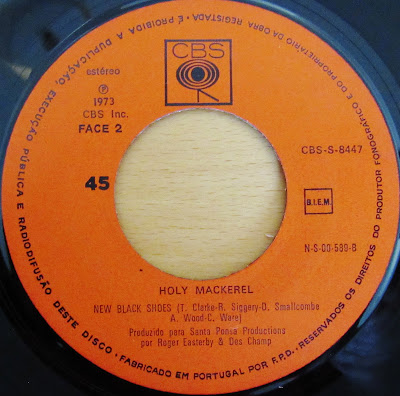 É PROIBIDA A DUPLICAÇÃO, EXECUÇÃO PÚBLICA E RADIODIFUSÃO DESTE DISCO. • FABRICADO EM PORTUGAL POR F.P.D. • RESERVADOS OS DIREITOS DO PRODUTOR FONOGRÁFICO E DO PROPRIETÁRIO DA OBRA REGISTADA •
CBS
estéreo
Ⓟ
1973
CBS Inc.
FACE 2
CBS-S-8447
45
B.I.E.M.
N-S-00-589-B
HOLY MACKEREL
NEW BLACK SHOES (T. Clarke-R. Siggery-D. Smallcombe
A. Wood-C. Ware)
Produzido para Santa Ponsa Productions
por Roger Easterby & Des Champ